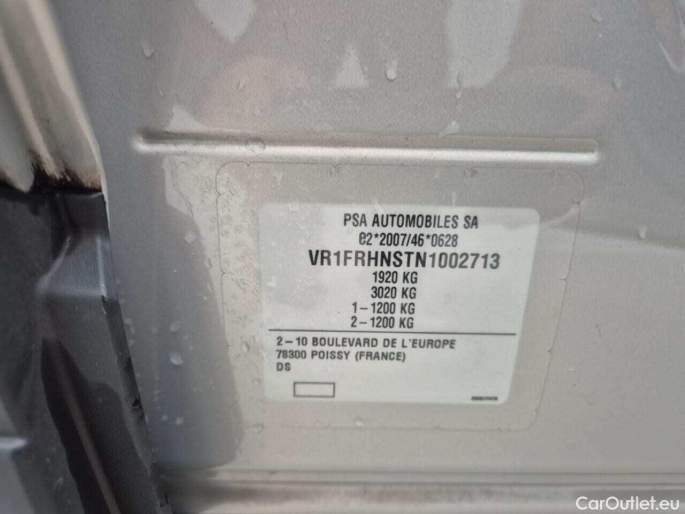 PSA AUTOMOBILES SA
e2*2007/46*0628
VR1FRHNSTN1002713
1920 KG
3020 KG
1-1200 KG
2-1200 KG
2-10 BOULEVARD DE L'EUROPE
78300 POISSY (FRANCE)
DS
CarOutlet.eu